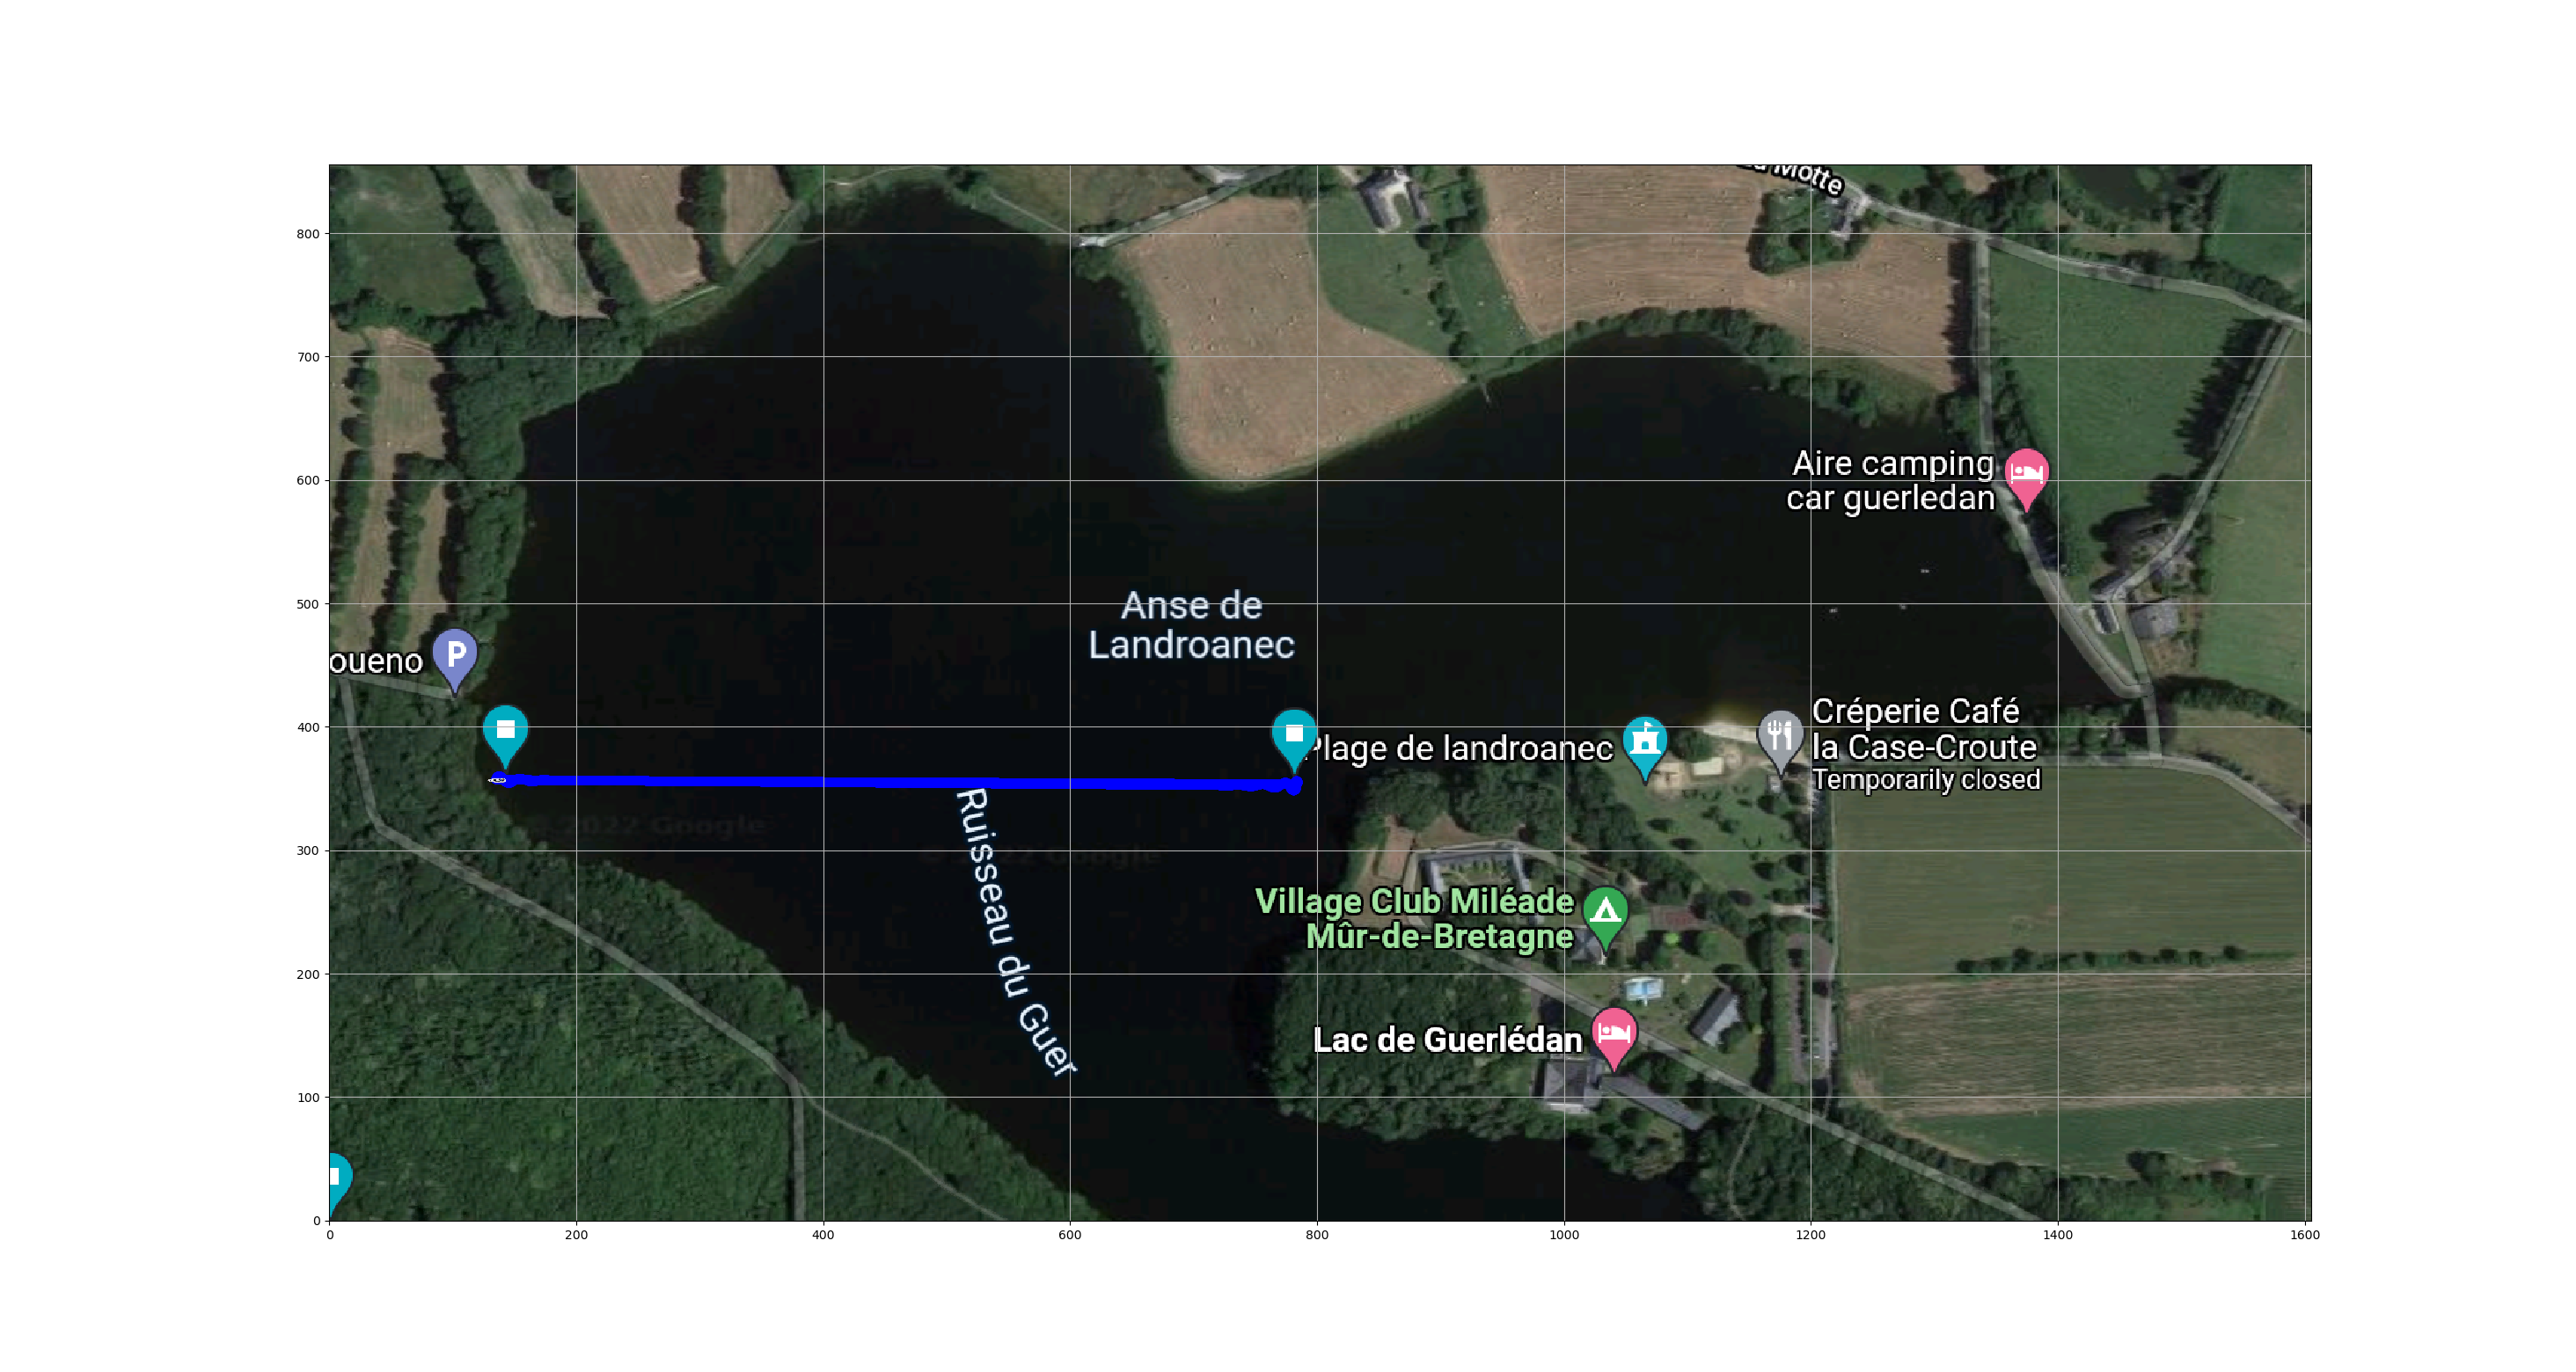 a Motte
800
700
600
500
400
300
200
100
0
Aire camping
car guerledan
Anse de
Landroanec
oueno
P
Plage de landroanec
Créperie Café
la Case-Croute
Temporarily closed
2022 Google
© 2022 Google
Ruisseau du Guer
Village Club Miléade
Mûr-de-Bretagne
Lac de Guerlédan
0
200
400
600
800
1000
1200
1400
1600